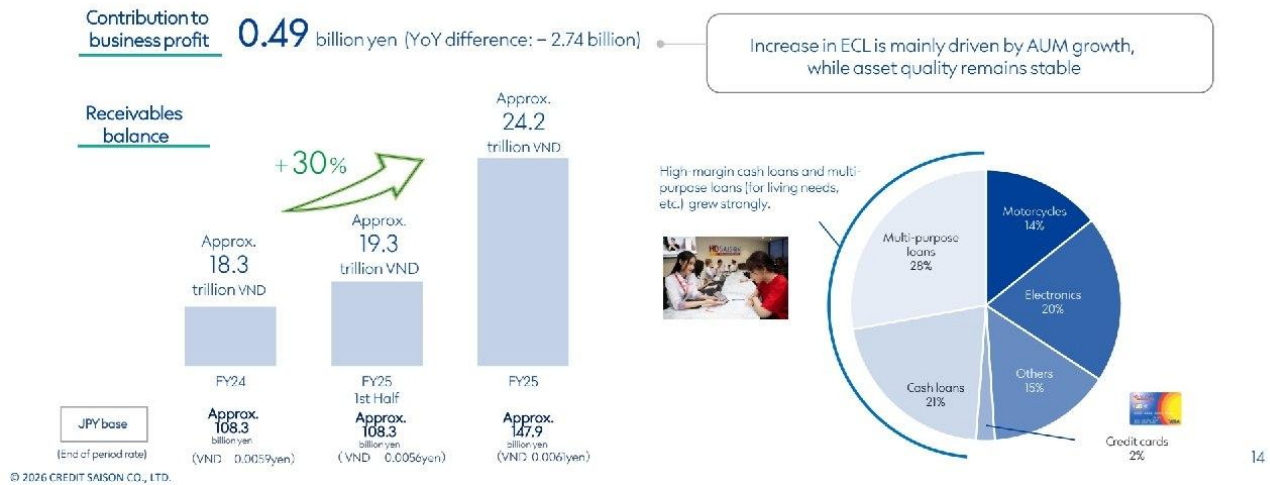 Contribution to
business profit
0.49 billion yen (YoY difference: – 2.74 billion)
Increase in ECL is mainly driven by AUM growth,
while asset quality remains stable
Receivables
balance
+30%
Approx.
18.3
trillion VND
Approx.
19.3
trillion VND
Approx.
24.2
trillion VND
FY24
FY25
1st Half
FY25
JPY base
(End of period rate)
Approx.
108.3
billion yen
(VND 0.0059yen)
Approx.
108.3
billion yen
(VND 0.0056yen)
Approx.
147.9
billion yen
(VND 0.0061yen)
High-margin cash loans and multi-
purpose loans (for living needs,
etc.) grew strongly.
HD SAISON
Motorcycles
14%
Electronics
20%
Others
15%
Credit cards
2%
Cash loans
21%
Multi-purpose
loans
28%
VISA
© 2026 CREDIT SAISON CO., LTD.
14